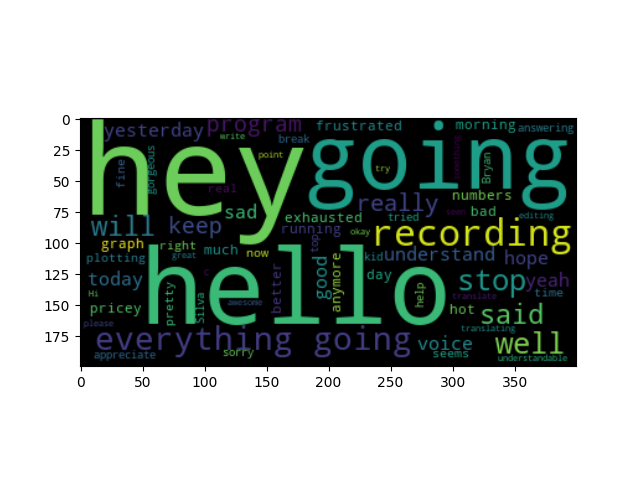 0
25
50
75
100
125
150
175
0 50 100 150 200 250 300 350
hey
going
hello
recording
everything going
stop
well
said
will
program
yesterday
write
break
frustrated
morning
answering
something
Bryan
fine
gorgeous
point
try
real
sad
keep
really
numbers
bad
seen
editing
exhausted
tried
running
okay
top
graph
right
much
now
great
plotting
good
anymore
kid
understand
hope
today
better
day
help
yeah
time
translate
Hi
pricey
pretty
Silva
awesome
C
hot
translating
please
appreciate
sorry
voice
seems
understandable